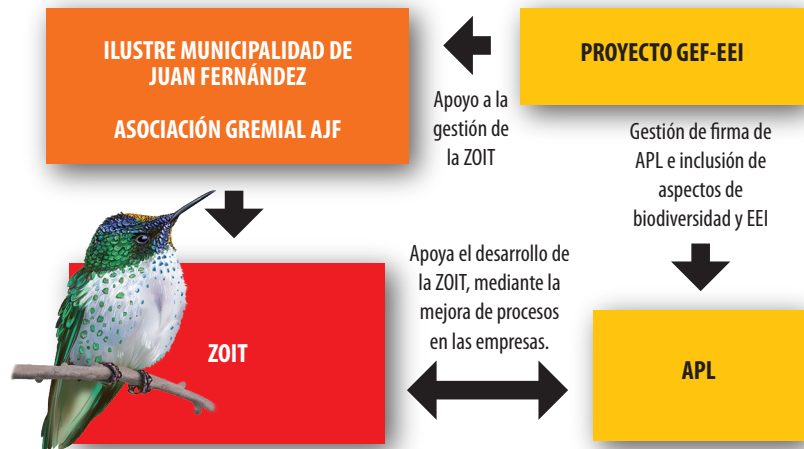 ILUSTRE MUNICIPALIDAD DE
JUAN FERNÁNDEZ
ASOCIACIÓN GREMIAL AJF
PROYECTO GEF-EEI
Apoyo a la
gestión de
la ZOIT
Gestión de firma de
APL e inclusión de
aspectos de
biodiversidad y EEI
Apoya el desarrollo de
la ZOIT, mediante la
mejora de procesos
en las empresas.
ZOIT
APL